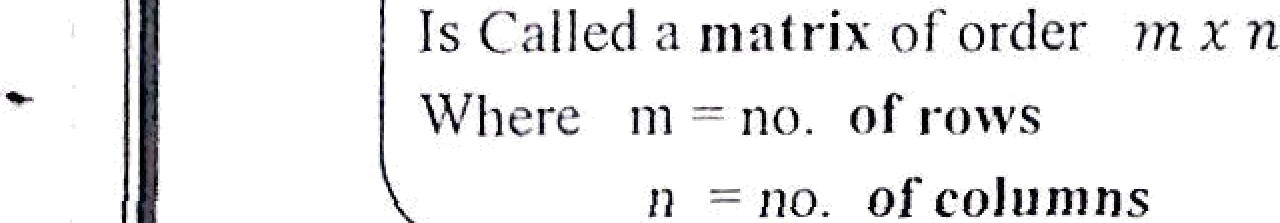 Is Called a matrix of order m x n
Where m = no. of rows
n = no. of columns